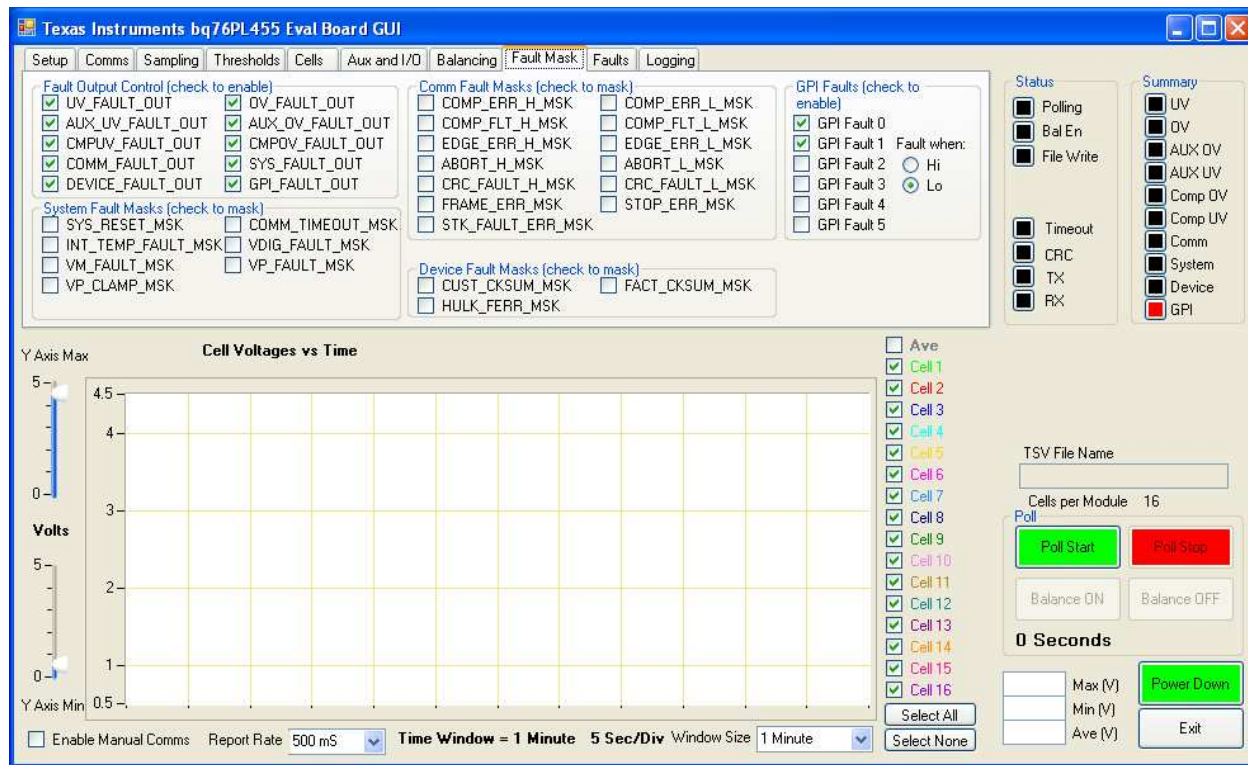 Texas Instruments bq76PL455 Eval Board GUI
Setup Comms Sampling Thresholds Cells Aux and I/O Balancing Fault Mask Faults Logging
Fault Output Control (check to enable)
UV_FAULT_OUT OV_FAULT_OUT
AUX_UV_FAULT_OUT AUX_OV_FAULT_OUT
CMPUV_FAULT_OUT CMPOV_FAULT_OUT
COMM_FAULT_OUT SYS_FAULT_OUT
DEVICE_FAULT_OUT GPI_FAULT_OUT
System Fault Masks (check to mask)
SYS_RESET_MSK COMM_TIMEOUT_MSK
INT_TEMP_FAULT_MSK VDIG_FAULT_MSK
VM_FAULT_MSK VP_FAULT_MSK
VP_CLAMP_MSK
Comm Fault Masks (check to mask)
COMP_ERR_H_MSK COMP_ERR_L_MSK
COMP_FLT_H_MSK COMP_FLT_L_MSK
EDGE_ERR_H_MSK EDGE_ERR_L_MSK
ABORT_H_MSK ABORT_L_MSK
CRC_FAULT_H_MSK CRC_FAULT_L_MSK
FRAME_ERR_MSK STOP_ERR_MSK
STK_FAULT_ERR_MSK
Device Fault Masks (check to mask)
CUST_CKSUM_MSK FACT_CKSUM_MSK
HULK_FERR_MSK
GPI Faults (check to
enable)
GPI Fault 0
GPI Fault 1 Fault when:
GPI Fault 2 Hi
GPI Fault 3 Lo
GPI Fault 4
GPI Fault 5
Status
Polling
Bal En
File Write
Timeout
CRC
TX
RX
Summary
UV
OV
AUX OV
AUX UV
Comp OV
Comp UV
Comm
System
Device
GPI
Y Axis Max
Cell Voltages vs Time
5
0
Volts
5
0
Y Axis Min
4.5
4
3
2
1
0.5
Ave
Cell 1
Cell 2
Cell 3
Cell 4
Cell 5
Cell 6
Cell 7
Cell 8
Cell 9
Cell 10
Cell 11
Cell 12
Cell 13
Cell 14
Cell 15
Cell 16
Select All
Select None
TSV File Name
Cells per Module 16
Poll
Poll Start Poll Stop
Balance ON Balance OFF
0 Seconds
Max (V)
Min (V)
Ave (V)
Power Down
Exit
Enable Manual Comms Report Rate 500 mS Time Window = 1 Minute 5 Sec/Div Window Size 1 Minute